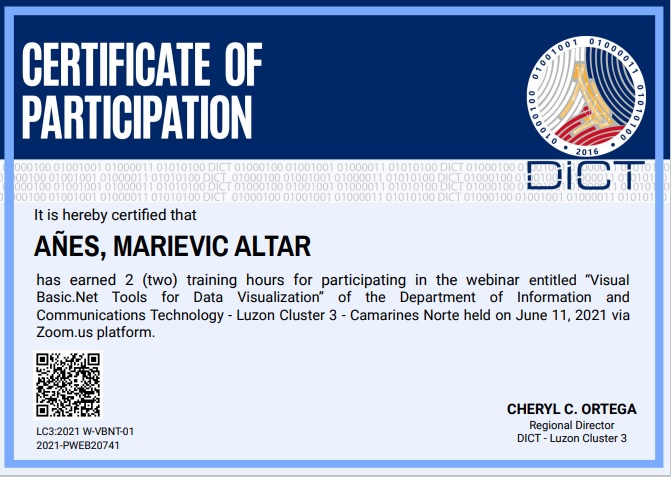 CERTIFICATE OF
PARTICIPATION
01000100 01001001 01000011 01010100
• 2016 •
DICT
01000100 01001001 01000011 01010100 DICT 01000100 01001001 01000011 01010100 DICT 01000100 01001001 01000011 01010100
It is hereby certified that
AÑES, MARIEVIC ALTAR
has earned 2 (two) training hours for participating in the webinar entitled “Visual
Basic.Net Tools for Data Visualization” of the Department of Information and
Communications Technology - Luzon Cluster 3 - Camarines Norte held on June 11, 2021 via
Zoom.us platform.
LC3:2021 W-VBNT-01
2021-PWEB20741
CHERYL C. ORTEGA
Regional Director
DICT - Luzon Cluster 3